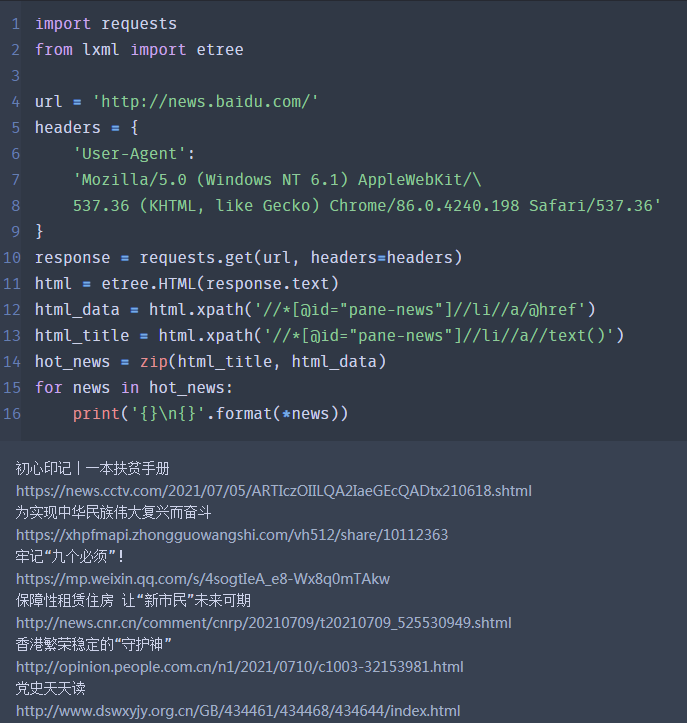 1 import requests
2 from lxml import etree
3
4 url = 'http://news.baidu.com/'
5 headers = {
6     'User-Agent':
7     'Mozilla/5.0 (Windows NT 6.1) AppleWebKit/\
8     537.36 (KHTML, like Gecko) Chrome/86.0.4240.198 Safari/537.36'
9 }
10 response = requests.get(url, headers=headers)
11 html = etree.HTML(response.text)
12 html_data = html.xpath('//*[@id="pane-news"]//li//a/@href')
13 html_title = html.xpath('//*[@id="pane-news"]//li//a//text()')
14 hot_news = zip(html_title, html_data)
15 for news in hot_news:
16     print('{}\n{}'.format(*news))
初心印记丨一本扶贫手册
https://news.cctv.com/2021/07/05/ARTIczOIILQA2IaeGEcQADtx210618.shtml
为实现中华民族伟大复兴而奋斗
https://xhpfmapi.zhongguowangshi.com/vh512/share/10112363
牢记“九个必须”！
https://mp.weixin.qq.com/s/4sogtIeA_e8-Wx8q0mTAkw
保障性租赁住房 让“新市民”未来可期
http://news.cnr.cn/comment/cnrp/20210709/t20210709_525530949.shtml
香港繁荣稳定的“守护神”
http://opinion.people.com.cn/n1/2021/0710/c1003-32153981.html
党史天天读
http://www.dswxyjy.org.cn/GB/434461/434468/434644/index.html